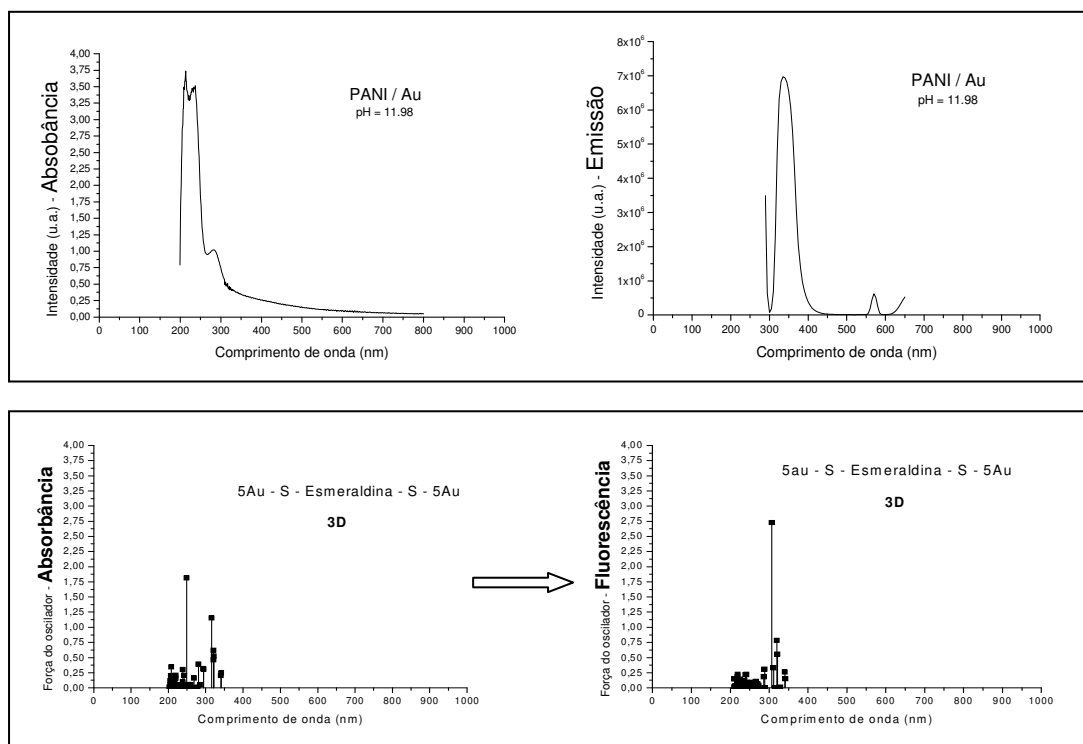 Intensidade (u.a.) - Absobância
4,00
3,75
3,50
3,25
3,00
2,75
2,50
2,25
2,00
1,75
1,50
1,25
1,00
0,75
0,50
0,25
0,00
PANI / Au
pH = 11.98
0 100 200 300 400 500 600 700 800 900 1000
Comprimento de onda (nm)
Intensidade (u.a.) - Emissão
8x10⁶
7x10⁶
6x10⁶
5x10⁶
4x10⁶
3x10⁶
2x10⁶
1x10⁶
0
PANI / Au
pH = 11.98
0 100 200 300 400 500 600 700 800 900 1000
Comprimento de onda (nm)
Força do oscilador - Absorbância
4,00
3,75
3,50
3,25
3,00
2,75
2,50
2,25
2,00
1,75
1,50
1,25
1,00
0,75
0,50
0,25
0,00
5Au - S - Esmeraldina - S - 5Au
3D
0 100 200 300 400 500 600 700 800 900 1000
Comprimento de onda (nm)
Força do oscilador - Fluorescência
4,00
3,75
3,50
3,25
3,00
2,75
2,50
2,25
2,00
1,75
1,50
1,25
1,00
0,75
0,50
0,25
0,00
5au - S - Esmeraldina - S - 5Au
3D
0 100 200 300 400 500 600 700 800 900 1000
Comprimento de onda (nm)